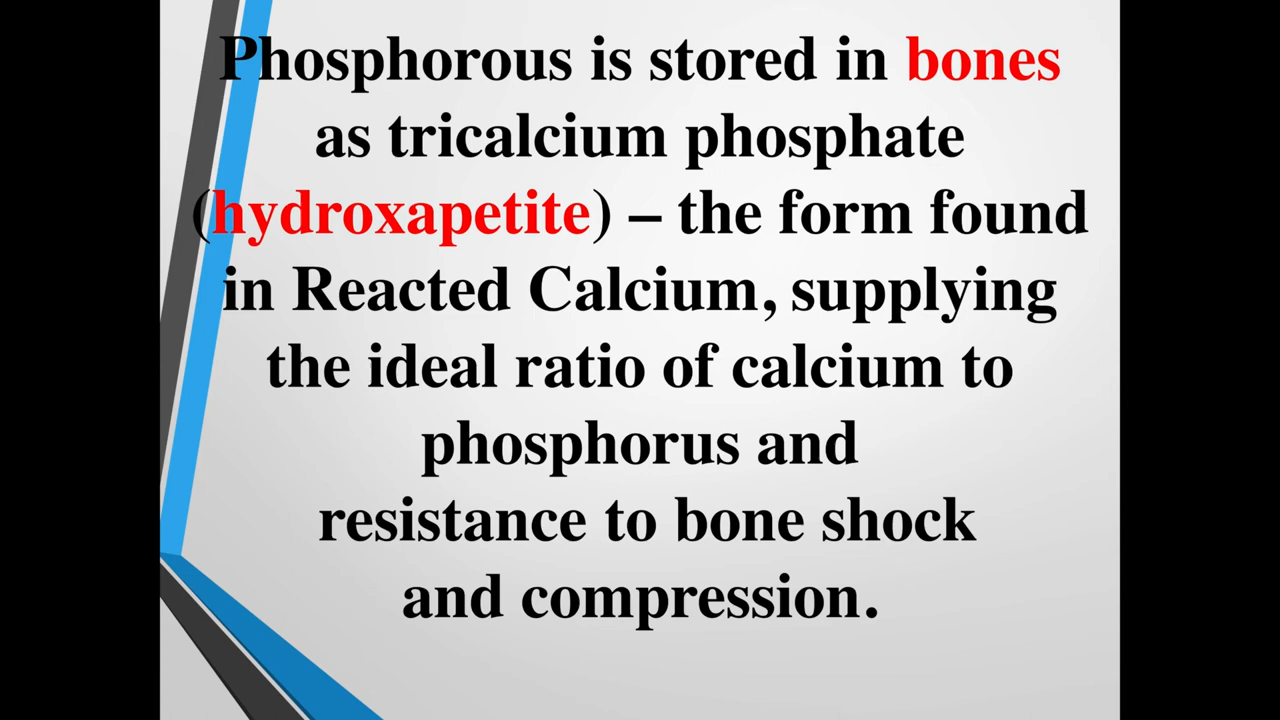 Phosphorous is stored in bones
as tricalcium phosphate
(hydroxapetite) – the form found
in Reacted Calcium, supplying
the ideal ratio of calcium to
phosphorus and
resistance to bone shock
and compression.